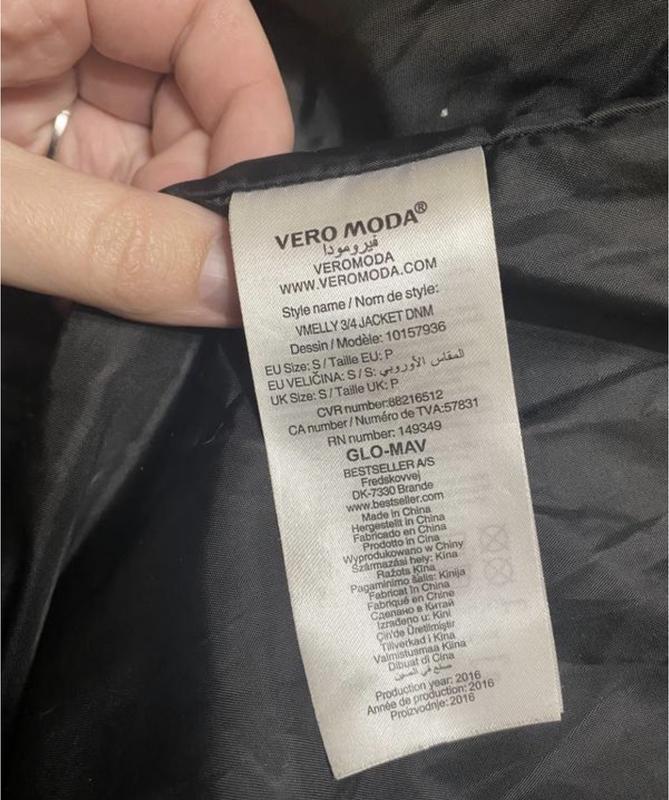 VERO MODA®
فيرومودا
VEROMODA
WWW.VEROMODA.COM
Style name / Nom de style:
VMELLY 3/4 JACKET DNM
Dessin / Modèle: 10157936
EU Size: S / Taille EU: P
EU VELIČINA: S / S: المقاس الأوروبي
UK Size: S / Taille UK: P
CVR number:88216512
CA number / Numéro de TVA:57831
RN number: 149349
GLO-MAV
BESTSELLER A/S
Fredskovvej
DK-7330 Brande
www.bestseller.com
Made in China
Hergestellt in China
Fabricado en China
Prodotto in Cina
Wyprodukowano w Chiny
Származási hely: Kína
Ražots Ķīna
Pagaminimo šalis: Kinija
Fabricat în China
Fabriqué en Chine
Сделано в Китай
Izrađeno u: Kini
Çin'de Üretilmiştir
Tillverkad i Kina
Valmistusmaa Kiina
Dibuat di Cina
صنع في الصين
Production year: 2016
Année de production: 2016
Proizvodnje: 2016